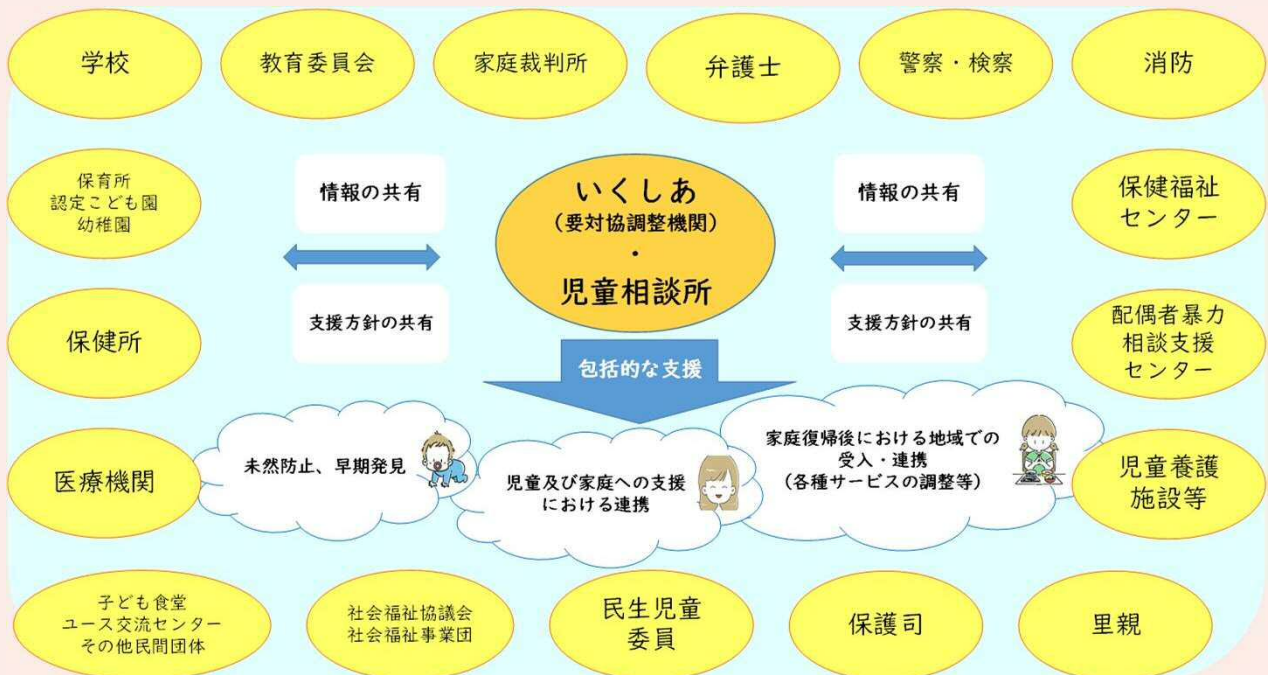 学校
教育委員会
家庭裁判所
弁護士
警察・検察
消防
保育所
認定こども園
幼稚園
情報の共有
いくしあ
(要対協調整機関)
・
児童相談所
情報の共有
保健福祉
センター
保健所
支援方針の共有
支援方針の共有
配偶者暴力
相談支援
センター
包括的な支援
医療機関
未然防止、早期発見
児童及び家庭への支援
における連携
家庭復帰後における地域での
受入・連携
(各種サービスの調整等)
児童養護
施設等
子ども食堂
ユース交流センター
その他民間団体
社会福祉協議会
社会福祉事業団
民生児童
委員
保護司
里親